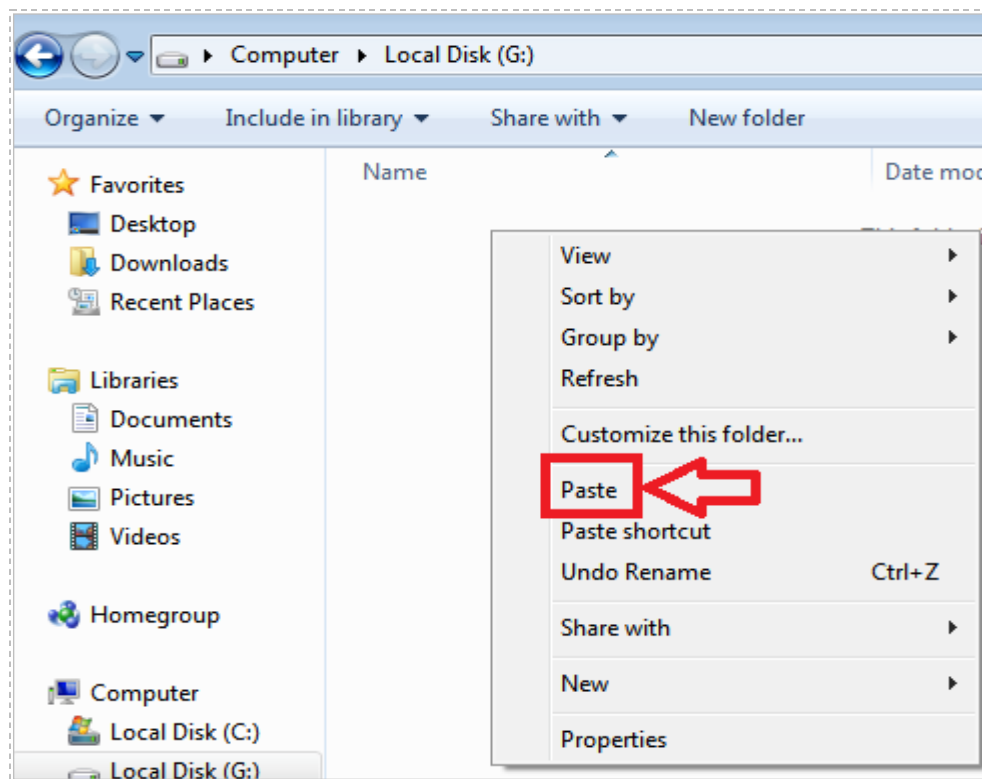 Computer Local Disk (G:)
Organize Include in library Share with New folder
Name Date mod
Favorites
Desktop
Downloads
Recent Places
Libraries
Documents
Music
Pictures
Videos
Homegroup
Computer
Local Disk (C:)
Local Disk (G:)
View
Sort by
Group by
Refresh
Customize this folder...
Paste
Paste shortcut
Undo Rename Ctrl+Z
Share with
New
Properties